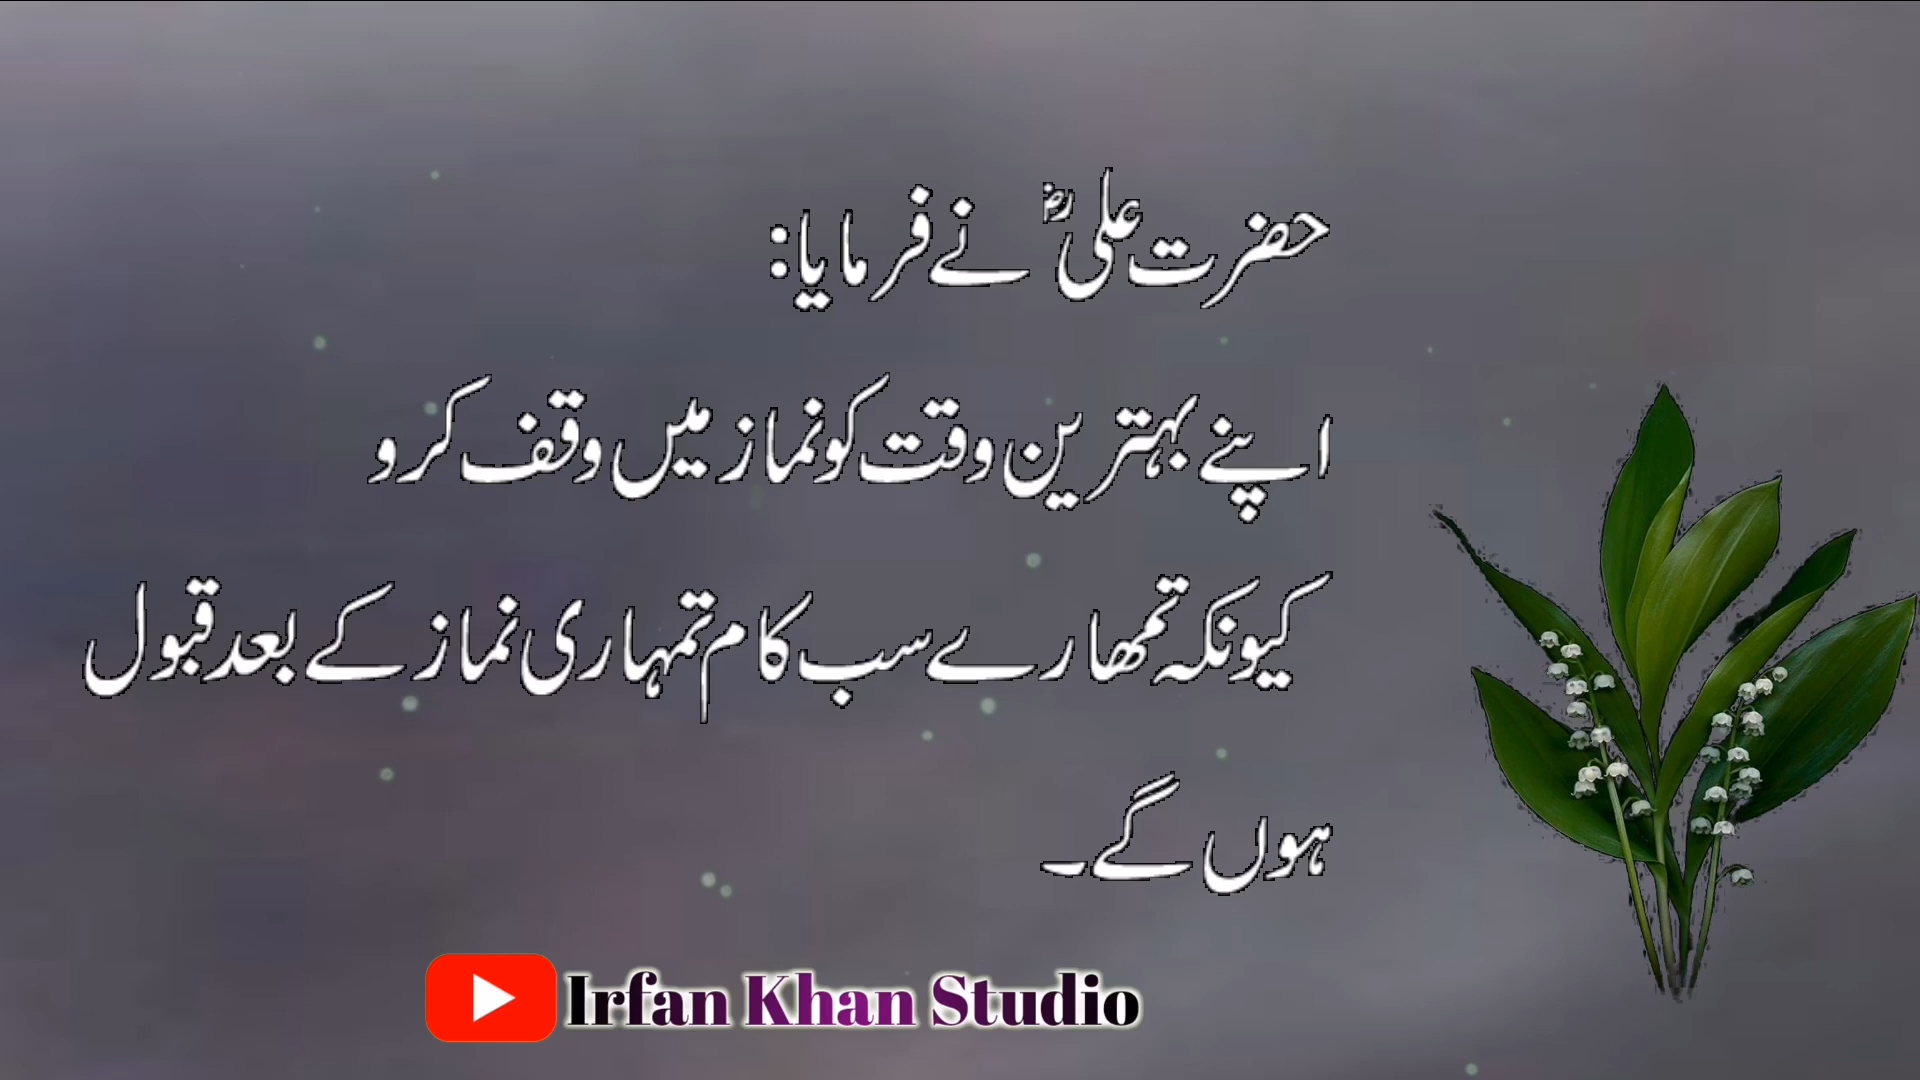 حضرت علیؓ نے فرمایا:
اپنے بہترین وقت کو نماز میں وقف کرو
کیونکہ تمھارے سب کام تمہاری نماز کے بعد قبول
ہوں گے۔
Irfan Khan Studio